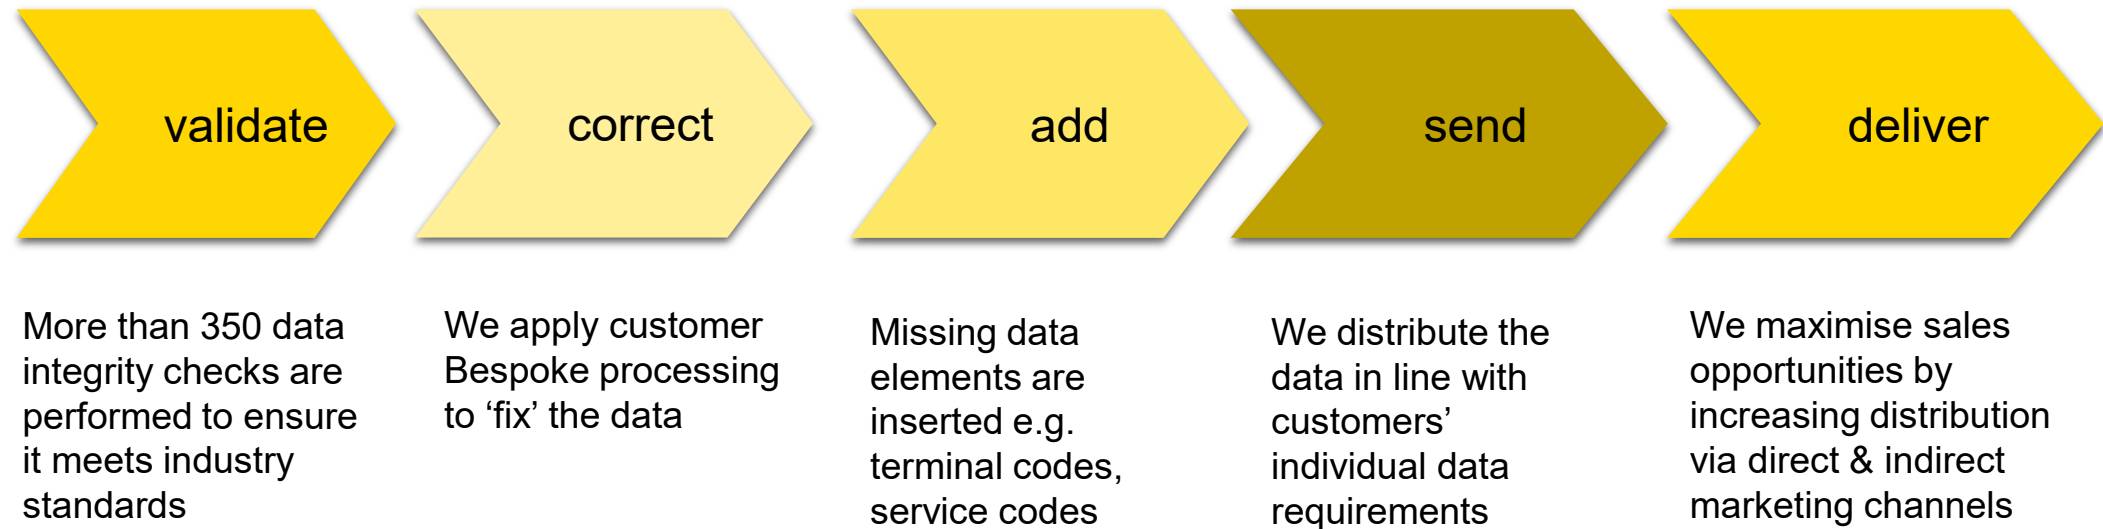 validate
correct
add
send
deliver
More than 350 data
integrity checks are
performed to ensure
it meets industry
standards
We apply customer
Bespoke processing
to ‘fix’ the data
Missing data
elements are
inserted e.g.
terminal codes,
service codes
We distribute the
data in line with
customers’
individual data
requirements
We maximise sales
opportunities by
increasing distribution
via direct & indirect
marketing channels